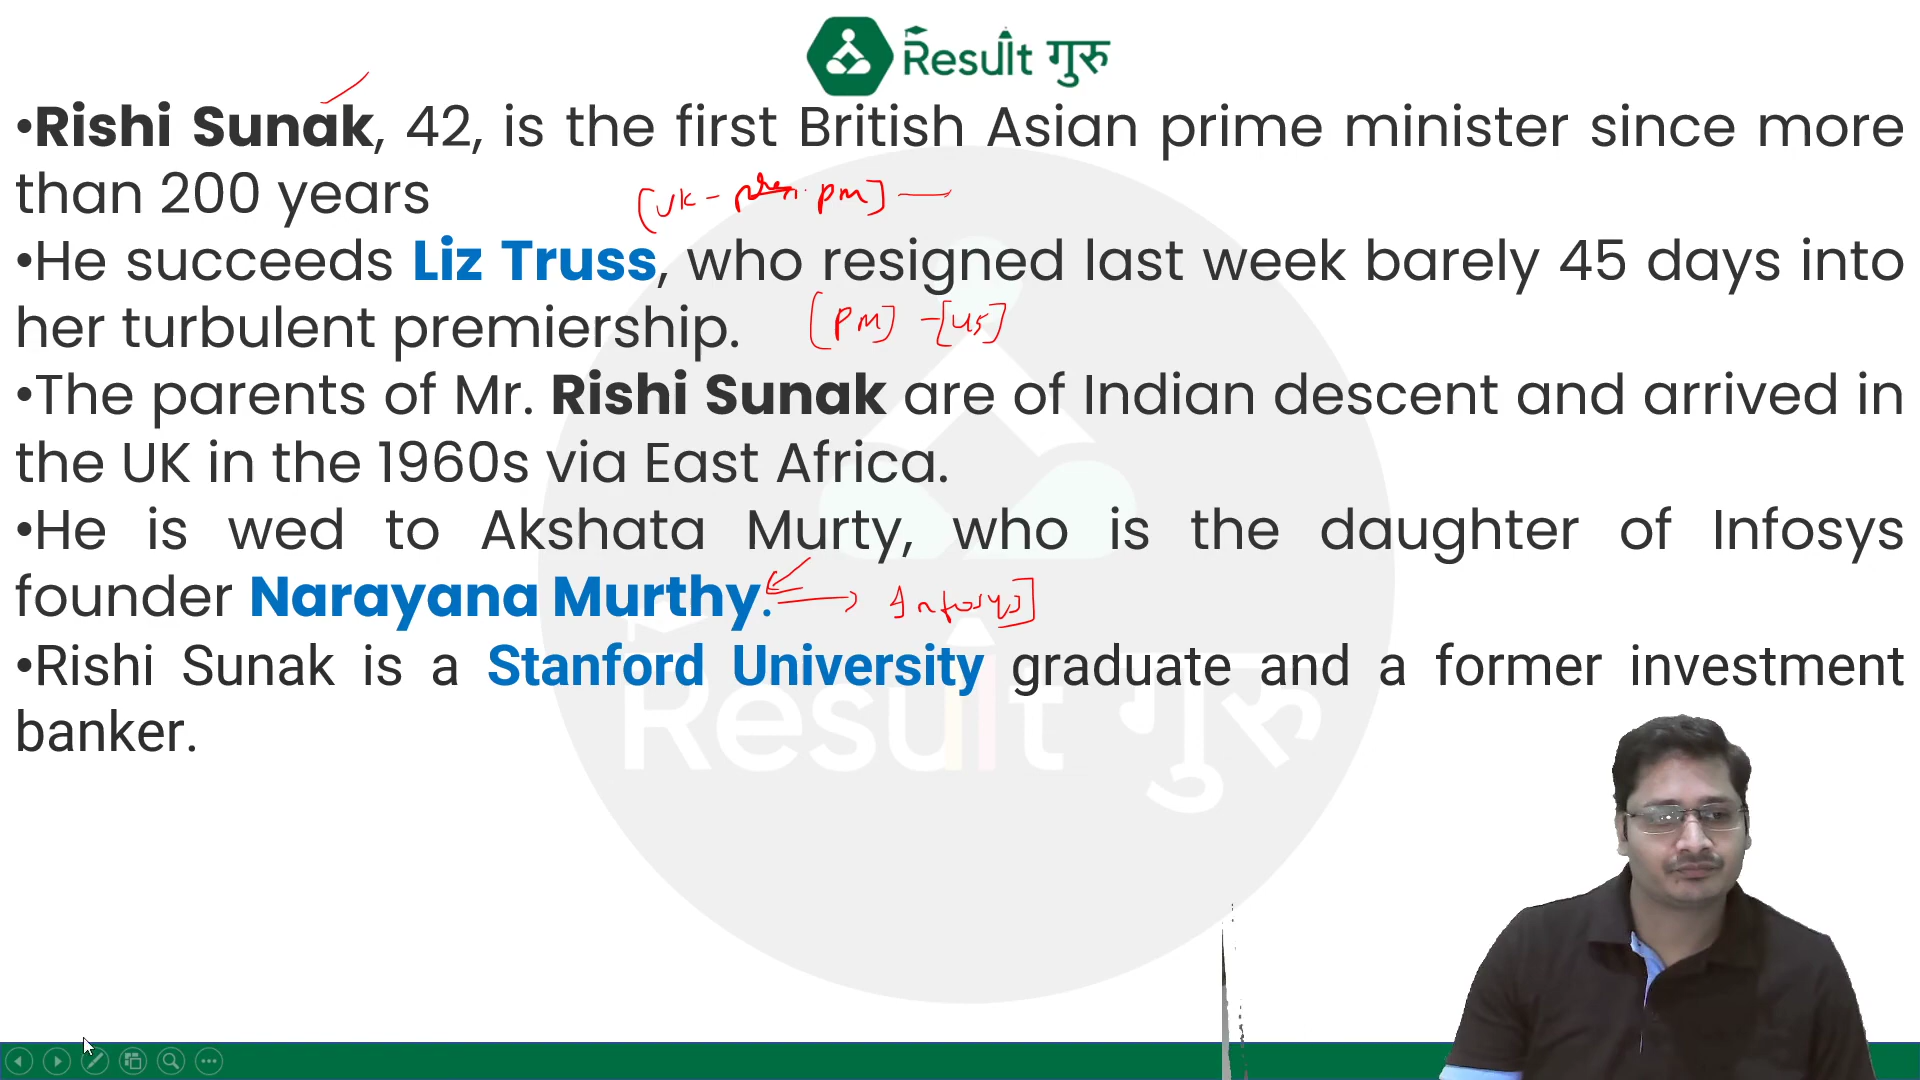 Result गुरु
•Rishi Sunak, 42, is the first British Asian prime minister since more
than 200 years
[UK - pren. PM] —
•He succeeds Liz Truss, who resigned last week barely 45 days into
her turbulent premiership.
[PM] - [45]
•The parents of Mr. Rishi Sunak are of Indian descent and arrived in
the UK in the 1960s via East Africa.
•He is wed to Akshata Murty, who is the daughter of Infosys
founder Narayana Murthy.
→ Infosys]
•Rishi Sunak is a Stanford University graduate and a former investment
banker.
Result गुरु